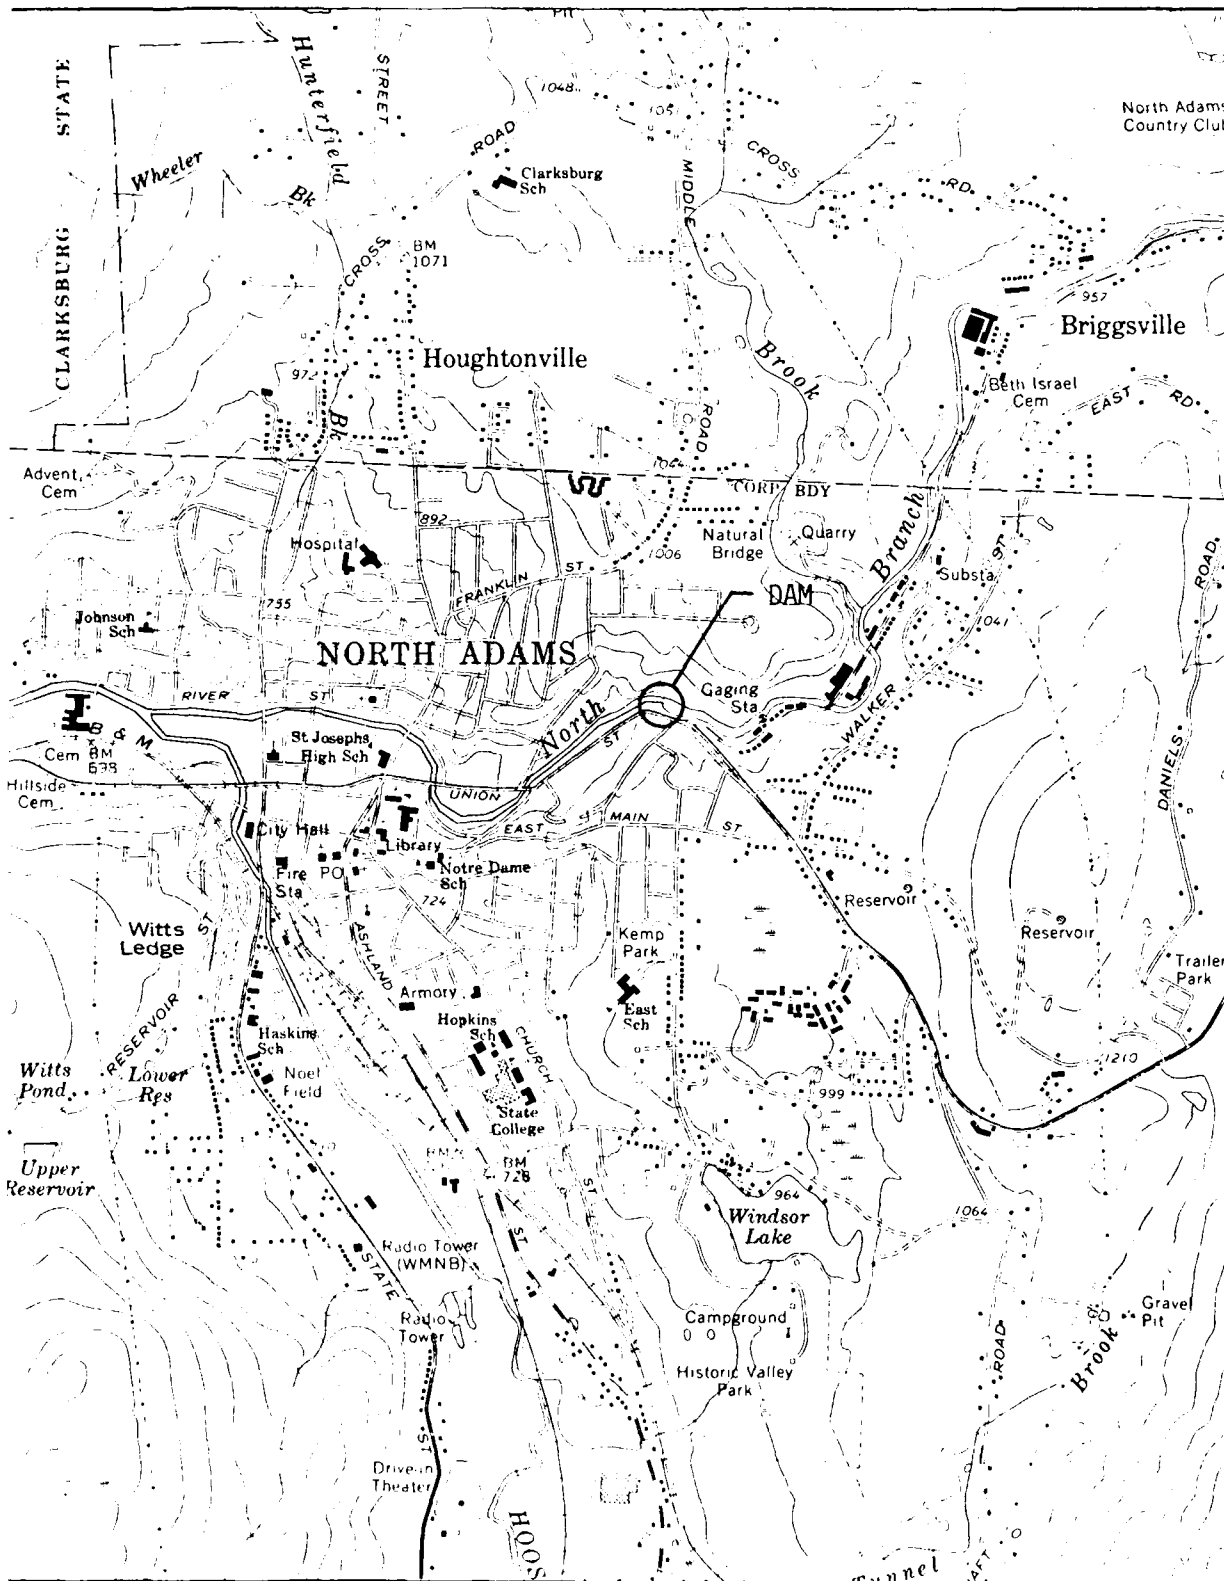 STATE
CLARKSBURG
Hunterfield
Bk
STREET
1048
1051
North Adams
Country Club
ROAD
Wheeler
Clarksburg
Sch
MIDDLE
CROSS
RD
CROSS
BM
1071
957
Briggsville
Houghtonville
972
Bk
Brook
Beth Israel
Cem
EAST RD
ROAD
Advent
Cem
1044
CORP BDY
892
Natural
Bridge
Quarry
Branch
Hospital
1006
FRANKLIN ST
Substa
ST
ROAD
755
DAM
1041
Johnson
Sch
NORTH ADAMS
RIVER ST
North
Gaging
Sta
WALKER
B & M
St Josephs
High Sch
ST
Cem
BM
638
DANIELS
Hillside
Cem
UNION
EAST MAIN ST
City Hall
Library
Fire
Sta
PO
Notre Dame
Sch
724
Reservoir
Witts
Ledge
ST
ASHLAND
Kemp
Park
Reservoir
Trailer
Park
Armory
East
Sch
RESERVOIR
Hopkins
Sch
CHURCH
Haskins
Sch
1210
Witts
Pond
Lower
Res
Noel
Field
999
State
College
Upper
Reservoir
BM
728
ST
964
Windsor
Lake
1064
ST
Radio Tower
(WMNB)
STATE
Radio
Tower
Campground
Gravel
Pit
ROAD
Brook
Historic Valley
Park
ST
Drive-in
Theater
HOOS
Tunnel